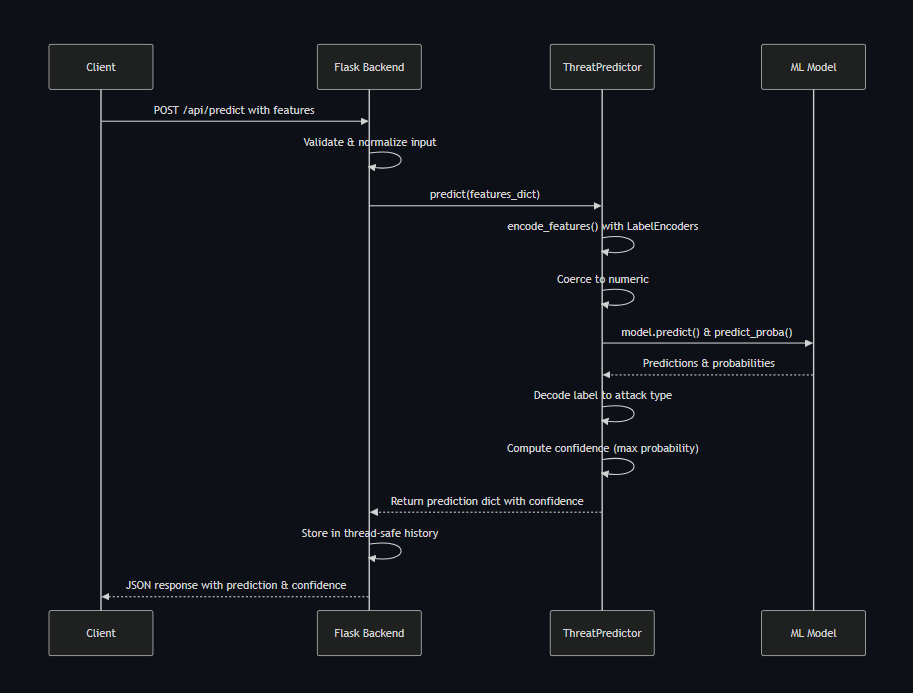 Client
Flask Backend
ThreatPredictor
ML Model
POST /api/predict with features
Validate & normalize input
predict(features_dict)
encode_features() with LabelEncoders
Coerce to numeric
model.predict() & predict_proba()
Predictions & probabilities
Decode label to attack type
Compute confidence (max probability)
Return prediction dict with confidence
Store in thread-safe history
JSON response with prediction & confidence
Client
Flask Backend
ThreatPredictor
ML Model